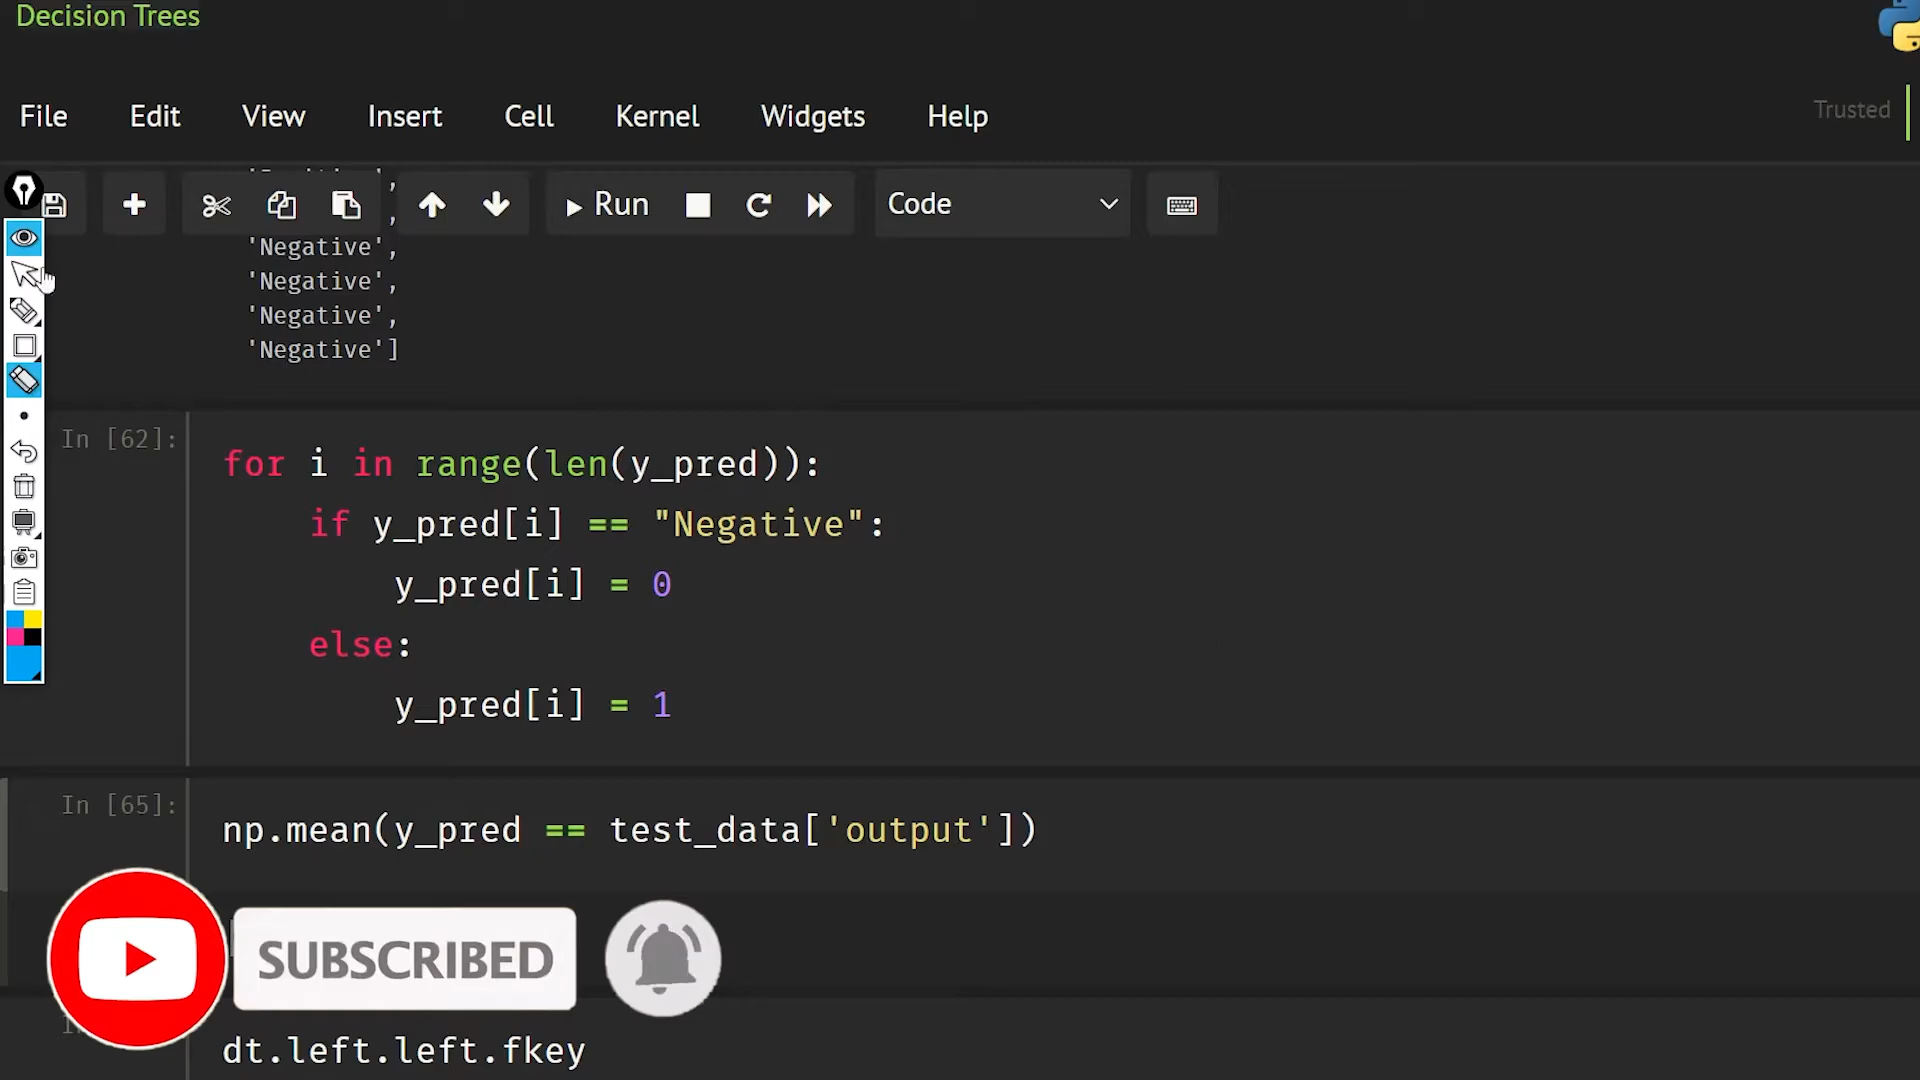 Decision Trees
File Edit View Insert Cell Kernel Widgets Help
Trusted
Run Code
'Negative',
'Negative',
'Negative',
'Negative']
In [62]:
for i in range(len(y_pred)):
if y_pred[i] == "Negative":
y_pred[i] = 0
else:
y_pred[i] = 1
In [65]:
np.mean(y_pred == test_data['output'])
SUBSCRIBED
dt.left.left.fkey